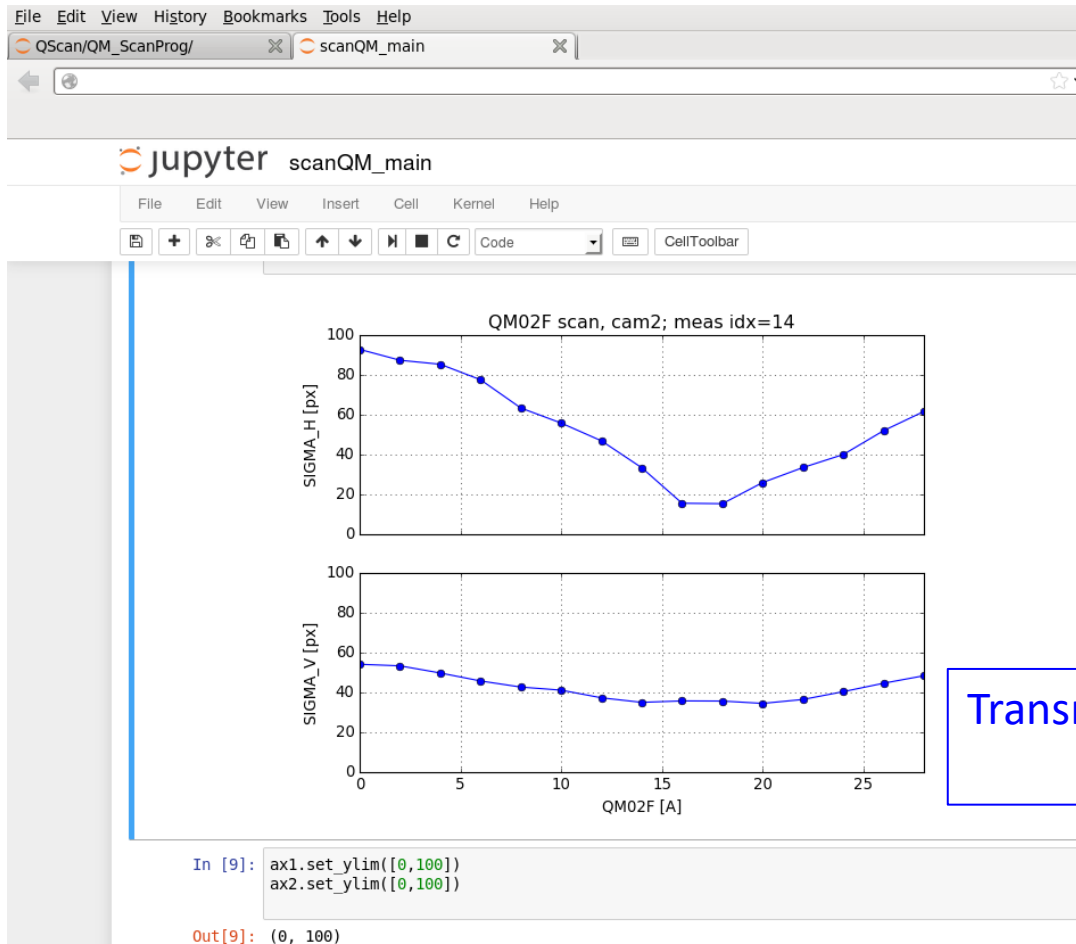 File Edit View History Bookmarks Tools Help
QScan/QM_ScanProg/ scanQM_main
jupyter scanQM_main
File Edit View Insert Cell Kernel Help
Code CellToolbar
QM02F scan, cam2; meas idx=14
100
80
60
40
20
0
SIGMA_H [px]
100
80
60
40
20
0
SIGMA_V [px]
0 5 10 15 20 25
QM02F [A]
In [9]: ax1.set_ylim([0,100])
ax2.set_ylim([0,100])
Out[9]: (0, 100)